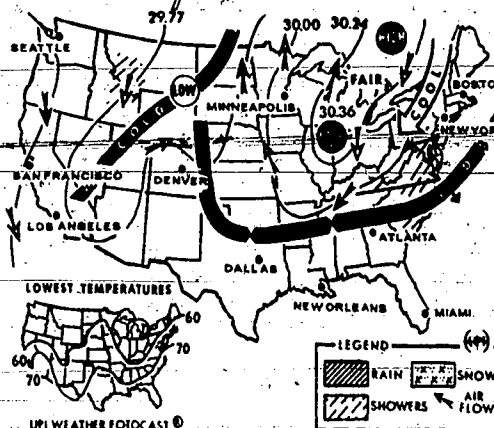 29.77
30.00 30.24
SEATTLE
HIGH
LOW
FAIR
COOL
BOSTON
MINNEAPOLIS
30.36
NEW YORK
COLD
SAN FRANCISCO
DENVER
LOS ANGELES
ATLANTA
DALLAS
NEW ORLEANS
MIAMI
LOWEST TEMPERATURES
60
70
60
70
LEGEND
RAIN
SNOW
SHOWERS
AIR FLOW
UPI WEATHER FOTOCAST ®